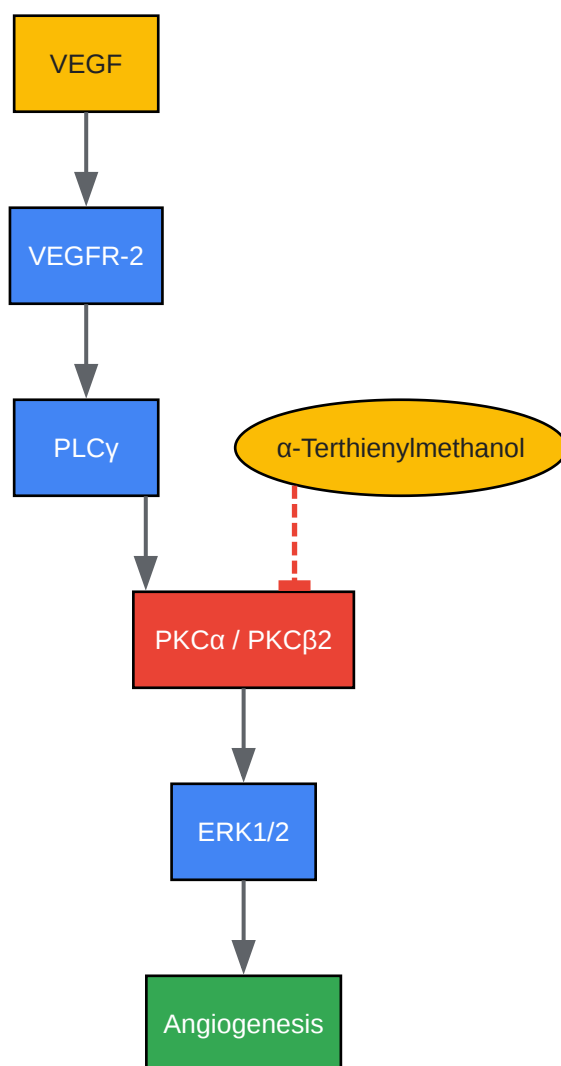 VEGF
VEGFR-2
PLCγ
α-Terthienylmethanol
PKCα / PKCβ2
ERK1/2
Angiogenesis